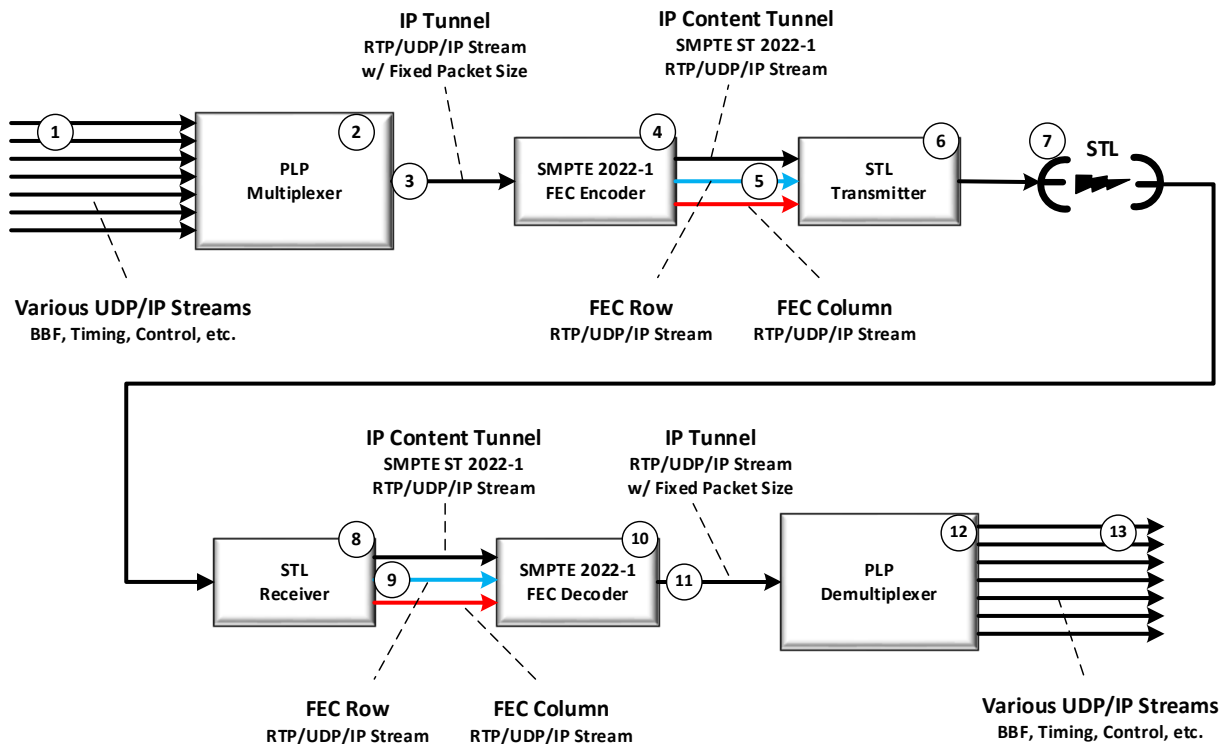 IP Tunnel
RTP/UDP/IP Stream
w/ Fixed Packet Size
IP Content Tunnel
SMPTE ST 2022-1
RTP/UDP/IP Stream
1
2
PLP
Multiplexer
3
4
SMPTE 2022-1
FEC Encoder
5
6
STL
Transmitter
7
STL
Various UDP/IP Streams
BBF, Timing, Control, etc.
FEC Row
RTP/UDP/IP Stream
FEC Column
RTP/UDP/IP Stream
IP Content Tunnel
SMPTE ST 2022-1
RTP/UDP/IP Stream
IP Tunnel
RTP/UDP/IP Stream
w/ Fixed Packet Size
8
STL
Receiver
9
10
SMPTE 2022-1
FEC Decoder
11
12
PLP
Demultiplexer
13
FEC Row
RTP/UDP/IP Stream
FEC Column
RTP/UDP/IP Stream
Various UDP/IP Streams
BBF, Timing, Control, etc.